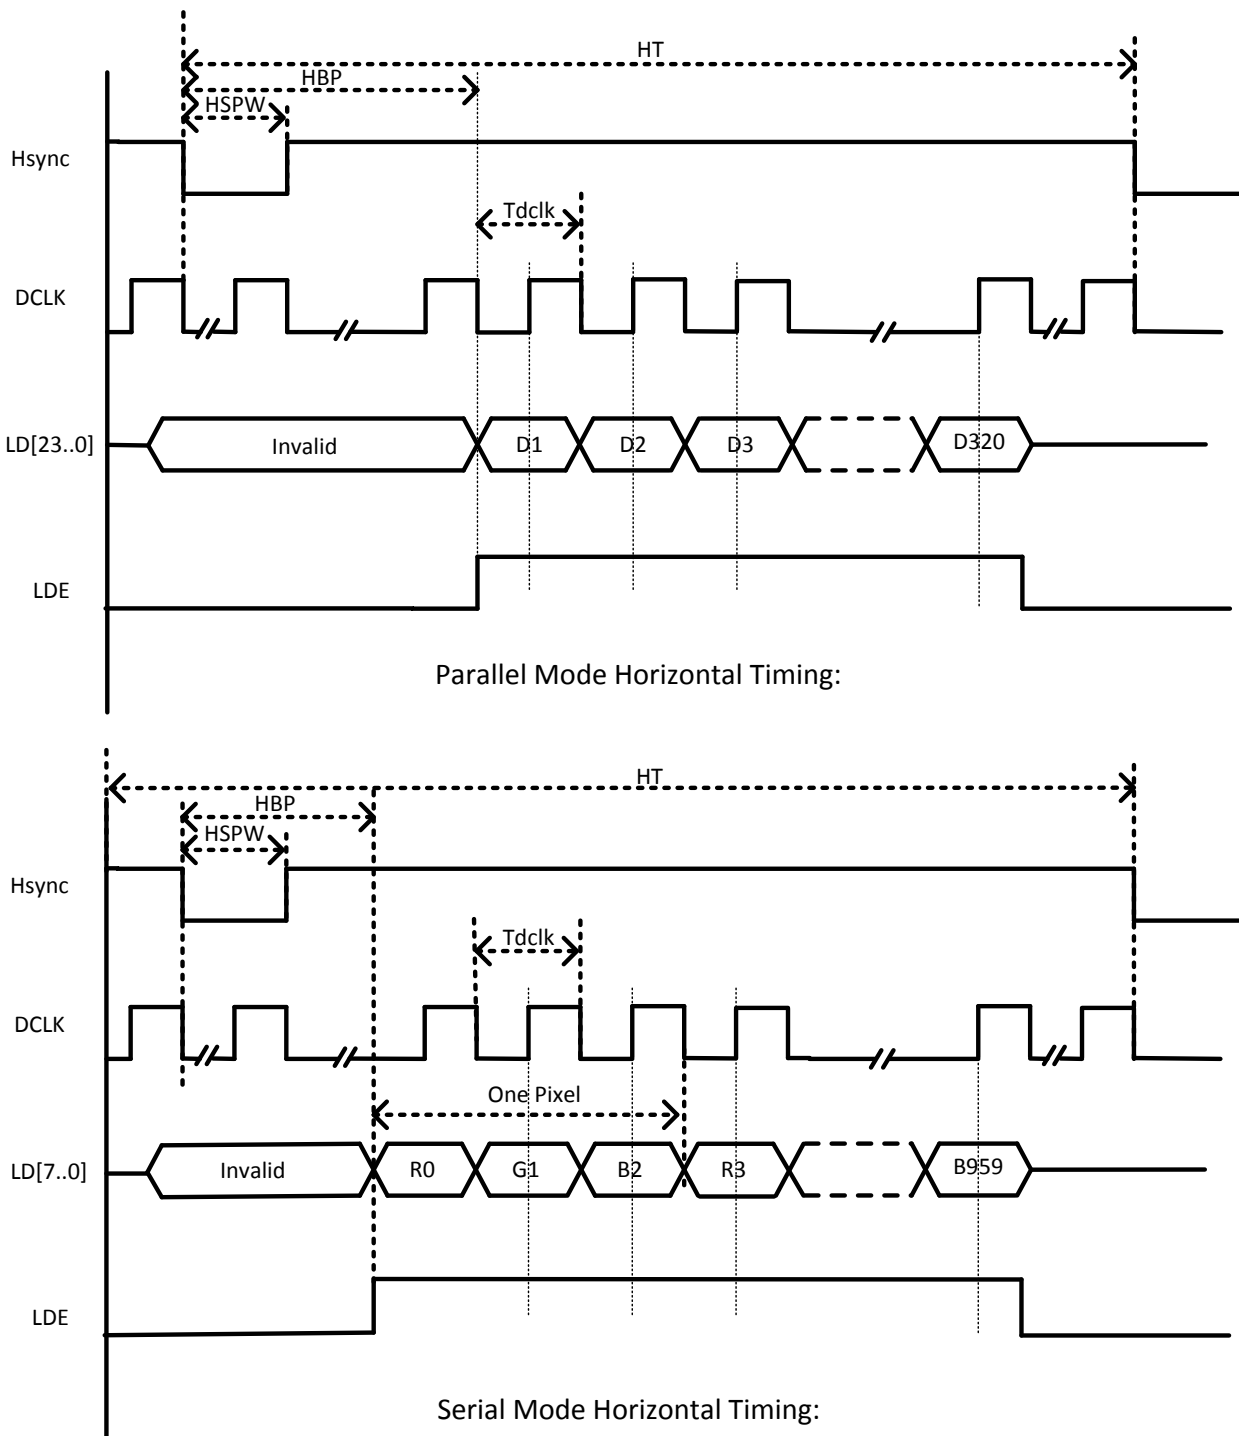 HT
HBP
HSPW
Hsync
Tdclk
DCLK
LD[23..0]
Invalid
D1
D2
D3
D320
LDE
Parallel Mode Horizontal Timing:
HT
HBP
HSPW
Hsync
Tdclk
DCLK
One Pixel
LD[7..0]
Invalid
R0
G1
B2
R3
B959
LDE
Serial Mode Horizontal Timing: